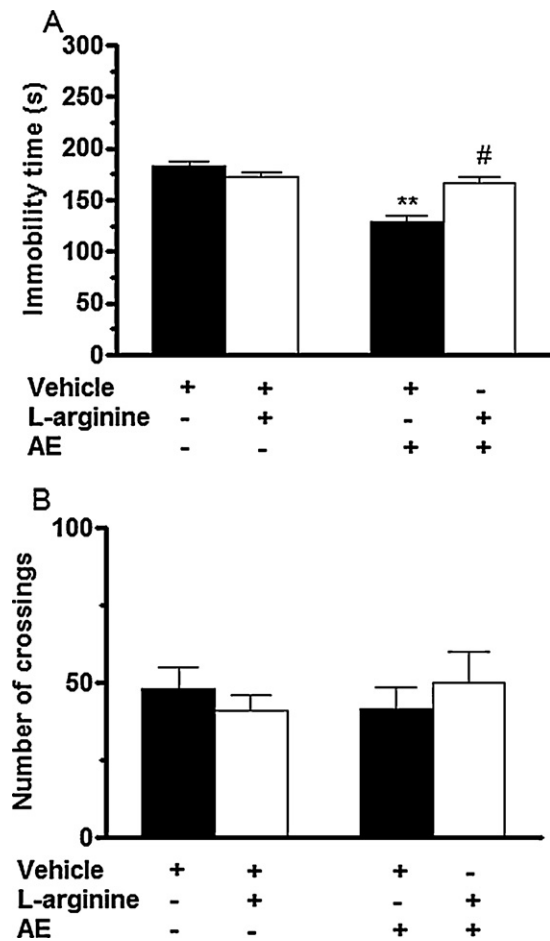 A
300
250
200
150
100
50
0
Immobility time (s)
** #
Vehicle + + + -
L-arginine - + - +
AE - - + +
B
100
50
0
Number of crossings
Vehicle + + + -
L-arginine - + - +
AE - - + +